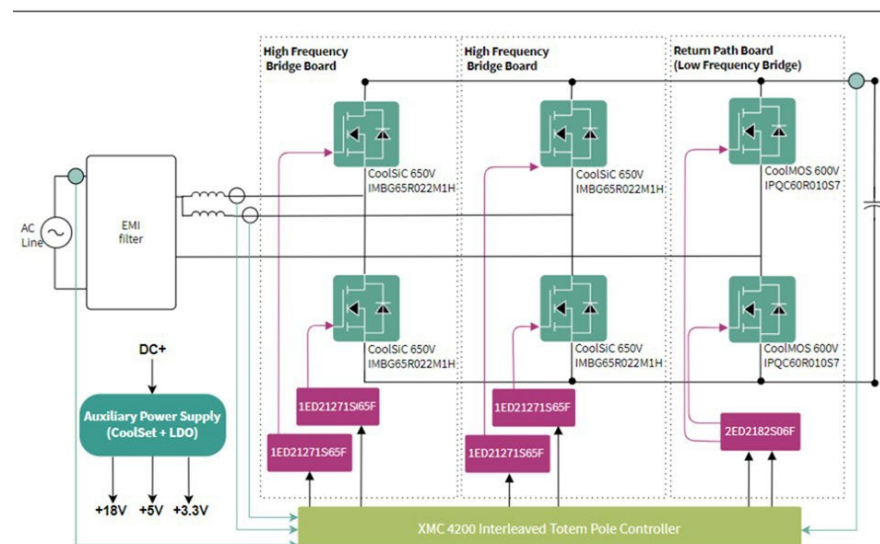 High Frequency
Bridge Board
High Frequency
Bridge Board
Return Path Board
(Low Frequency Bridge)
CoolSiC 650V
IMBG65R022M1H
CoolSiC 650V
IMBG65R022M1H
CoolMOS 600V
IPQC60R010S7
AC
Line
EMI
filter
CoolSiC 650V
IMBG65R022M1H
CoolSiC 650V
IMBG65R022M1H
CoolMOS 600V
IPQC60R010S7
DC+
Auxiliary Power Supply
(CoolSet + LDO)
+18V
+5V
+3.3V
1ED21271S65F
1ED21271S65F
1ED21271S65F
1ED21271S65F
2ED2182S06F
XMC 4200 Interleaved Totem Pole Controller